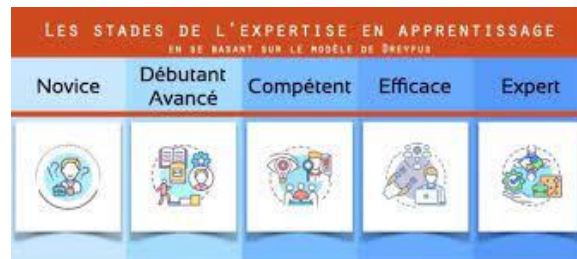 LES STADES DE L'EXPERTISE EN APPRENTISSAGE
EN SE BASANT SUR LE MODÈLE DE DREYFUS
Novice
Débutant
Avancé
Compétent
Efficace
Expert